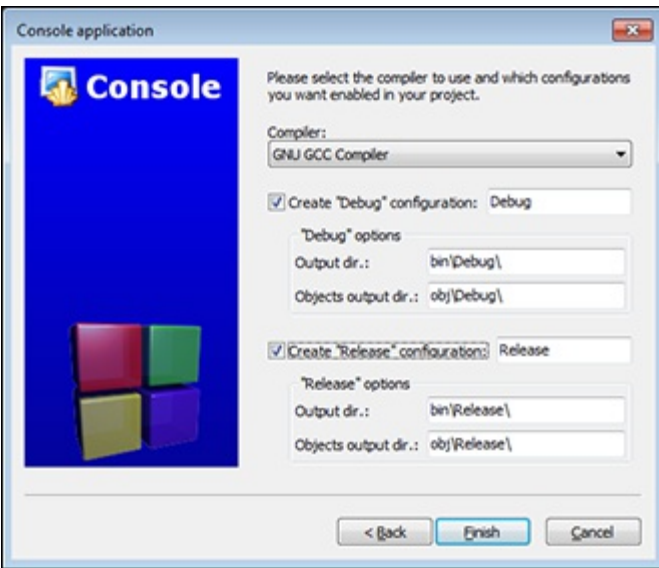 Console application
Console
Please select the compiler to use and which configurations
you want enabled in your project.
Compiler:
GNU GCC Compiler
Create "Debug" configuration: Debug
"Debug" options
Output dir.: bin\Debug\
Objects output dir.: obj\Debug\
Create "Release" configuration: Release
"Release" options
Output dir.: bin\Release\
Objects output dir.: obj\Release\
< Back Finish Cancel